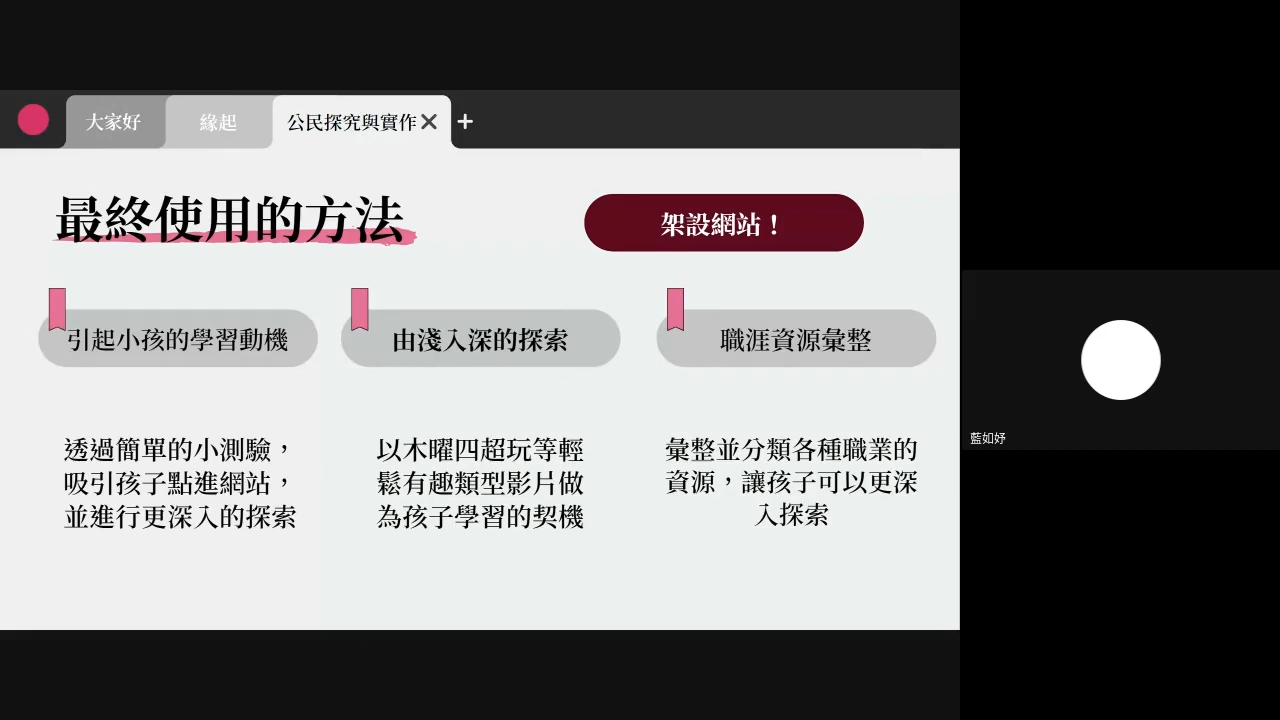 大家好
緣起
公民探究與實作
最終使用的方法
架設網站！
引起小孩的學習動機
透過簡單的小測驗，
吸引孩子點進網站，
並進行更深入的探索
由淺入深的探索
以木曜四超玩等輕
鬆有趣類型影片做
為孩子學習的契機
職涯資源彙整
彙整並分類各種職業的
資源，讓孩子可以更深
入探索
藍如妤